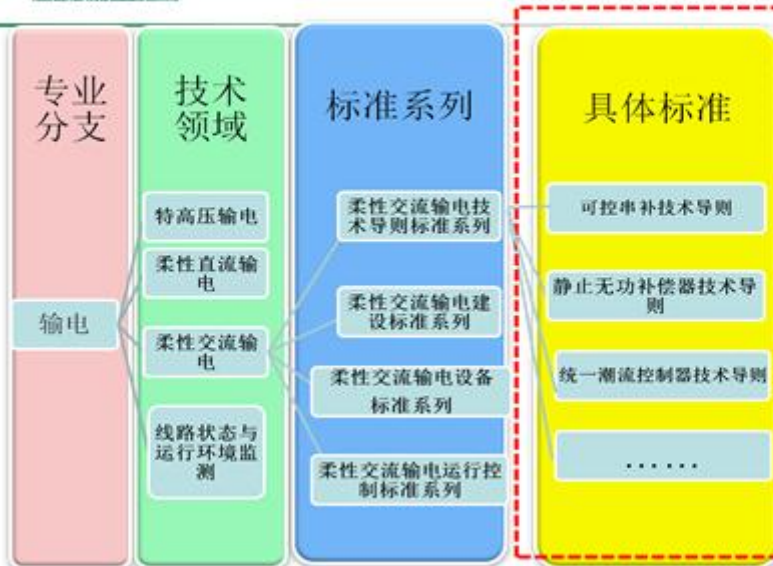 专业
分支
技术
领域
标准系列
具体标准
输电
特高压输电
柔性直流输
电
柔性交流输
电
线路状态与
运行环境监
测
柔性交流输电技
术导则标准系列
柔性交流输电建
设标准系列
柔性交流输电设备
标准系列
柔性交流输电运行控
制标准系列
可控串补技术导则
静止无功补偿器技术导
则
统一潮流控制器技术导则
......